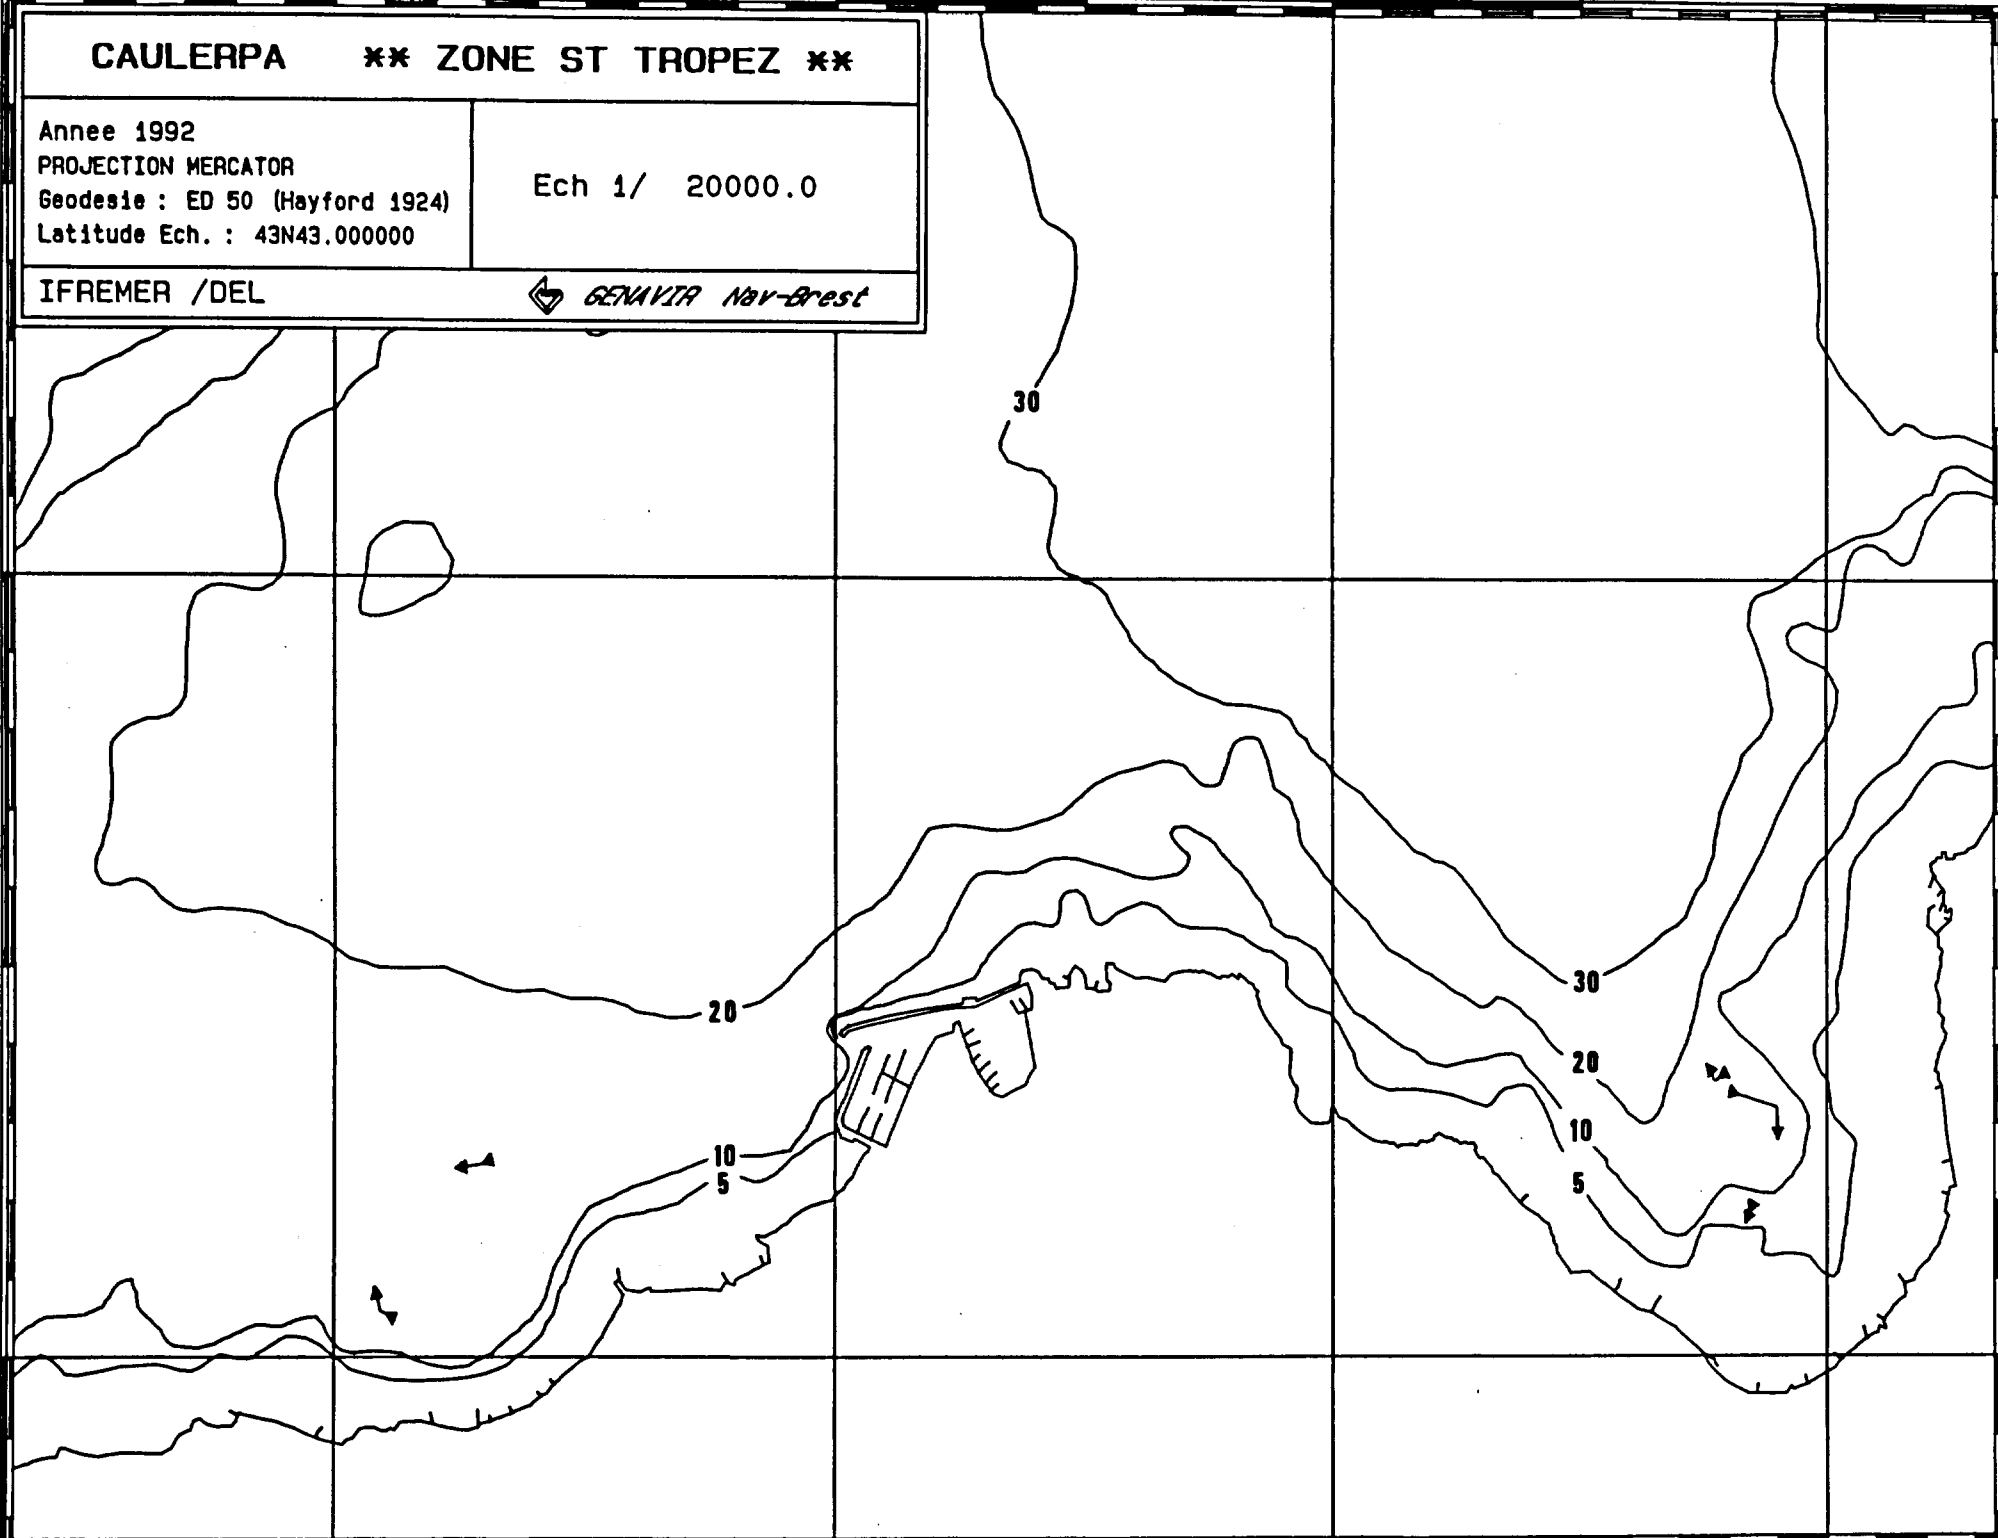 CAULERPA ** ZONE ST TROPEZ **
Annee 1992
PROJECTION MERCATOR
Geodesie : ED 50 (Hayford 1924)
Latitude Ech. : 43N43.000000
Ech 1/ 20000.0
IFREMER /DEL
GENAVIR Nav-Brest
30
30
20
20
10
10
5
5